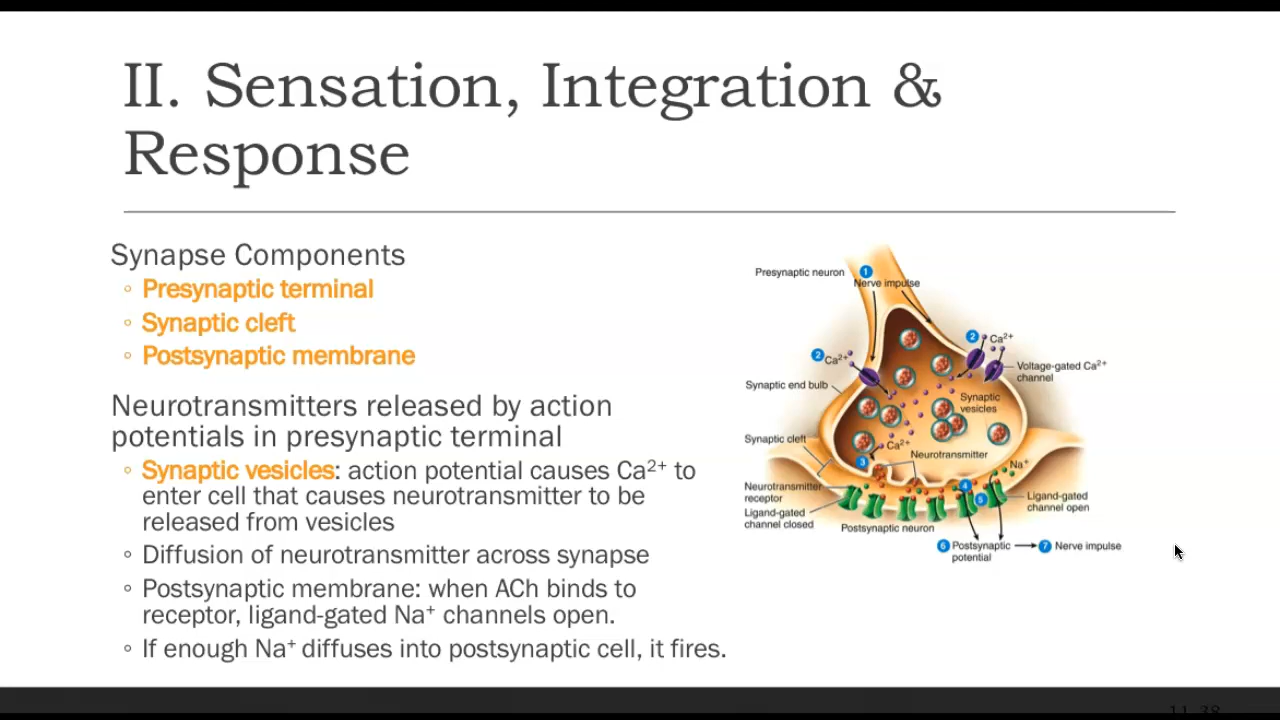 II. Sensation, Integration &
Response
Synapse Components
◦ Presynaptic terminal
◦ Synaptic cleft
◦ Postsynaptic membrane
Neurotransmitters released by action
potentials in presynaptic terminal
◦ Synaptic vesicles: action potential causes Ca²⁺ to
enter cell that causes neurotransmitter to be
released from vesicles
◦ Diffusion of neurotransmitter across synapse
◦ Postsynaptic membrane: when ACh binds to
receptor, ligand-gated Na⁺ channels open.
◦ If enough Na⁺ diffuses into postsynaptic cell, it fires.
Presynaptic neuron
1
Nerve impulse
2 Ca²⁺
2 Ca²⁺
Voltage-gated Ca²⁺
channel
Synaptic end bulb
Synaptic
vesicles
Synaptic cleft
Ca²⁺
3
Neurotransmitter
Na⁺
Neurotransmitter
receptor
4
5
Ligand-gated
channel open
Ligand-gated
channel closed
Postsynaptic neuron
6 Postsynaptic
potential
7 Nerve impulse
11-38